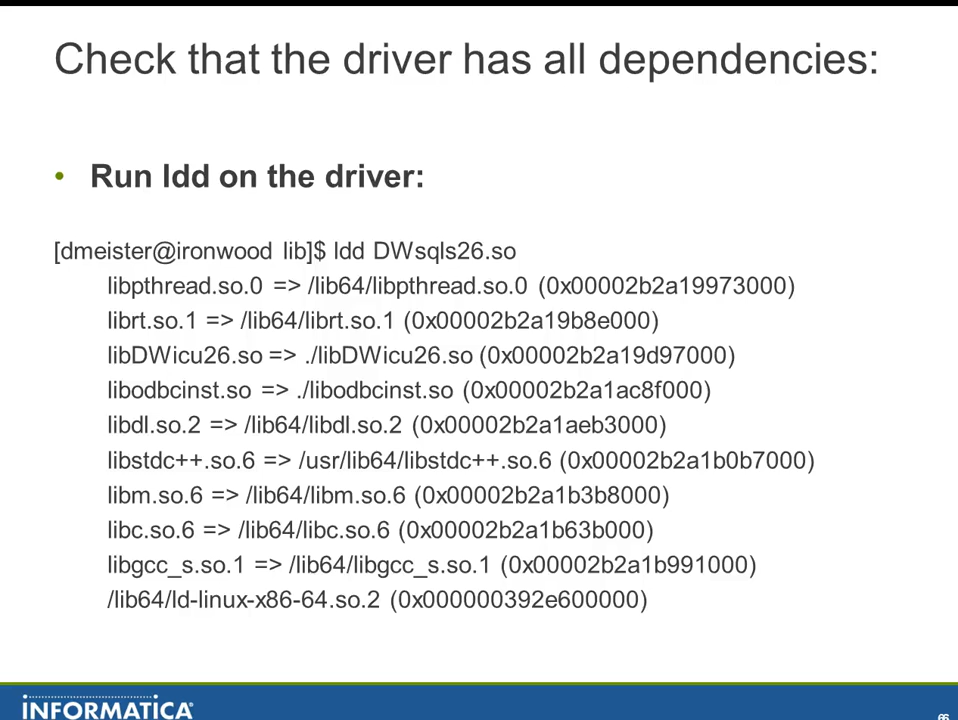 Check that the driver has all dependencies:
• Run ldd on the driver:
[dmeister@ironwood lib]$ ldd DWsqls26.so
libpthread.so.0 => /lib64/libpthread.so.0 (0x00002b2a19973000)
librt.so.1 => /lib64/librt.so.1 (0x00002b2a19b8e000)
libDWicu26.so => ./libDWicu26.so (0x00002b2a19d97000)
libodbcinst.so => ./libodbcinst.so (0x00002b2a1ac8f000)
libdl.so.2 => /lib64/libdl.so.2 (0x00002b2a1aeb3000)
libstdc++.so.6 => /usr/lib64/libstdc++.so.6 (0x00002b2a1b0b7000)
libm.so.6 => /lib64/libm.so.6 (0x00002b2a1b3b8000)
libc.so.6 => /lib64/libc.so.6 (0x00002b2a1b63b000)
libgcc_s.so.1 => /lib64/libgcc_s.so.1 (0x00002b2a1b991000)
/lib64/ld-linux-x86-64.so.2 (0x000000392e600000)
INFORMATICA
66